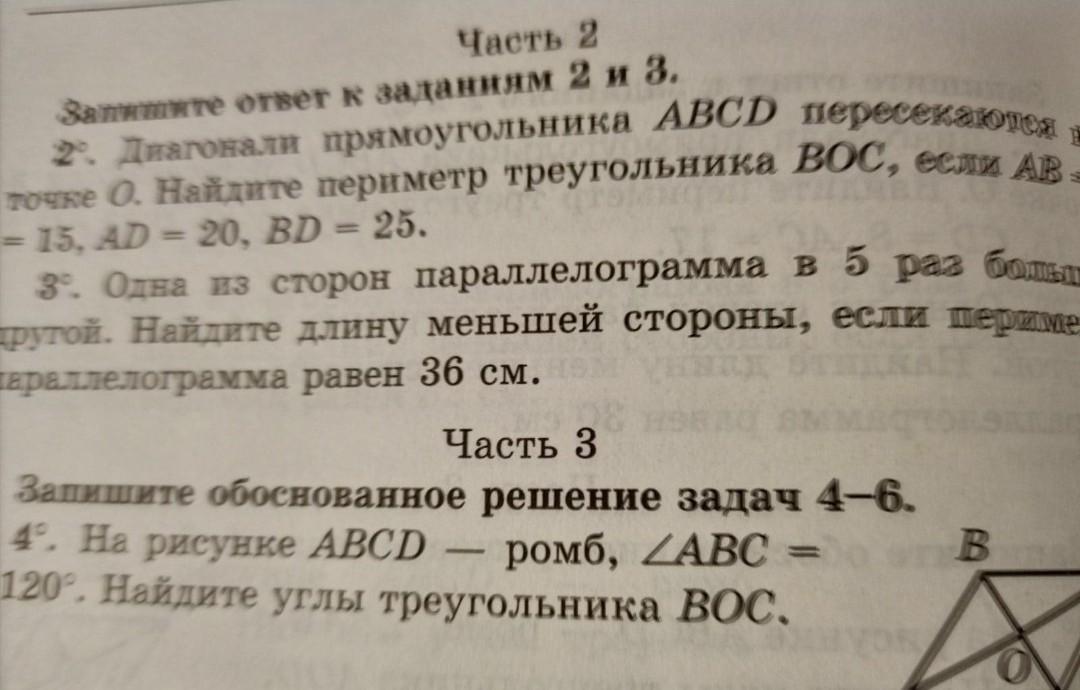 Часть 2
Запишите ответ к заданиям 2 и 3.
2°. Диагонали прямоугольника ABCD пересекаются в
точке O. Найдите периметр треугольника BOC, если AB =
= 15, AD = 20, BD = 25.
3°. Одна из сторон параллелограмма в 5 раз больш
другой. Найдите длину меньшей стороны, если периме
параллелограмма равен 36 см.
Часть 3
Запишите обоснованное решение задач 4—6.
4°. На рисунке ABCD — ромб, ∠ABC =
120°. Найдите углы треугольника BOC.
B
O